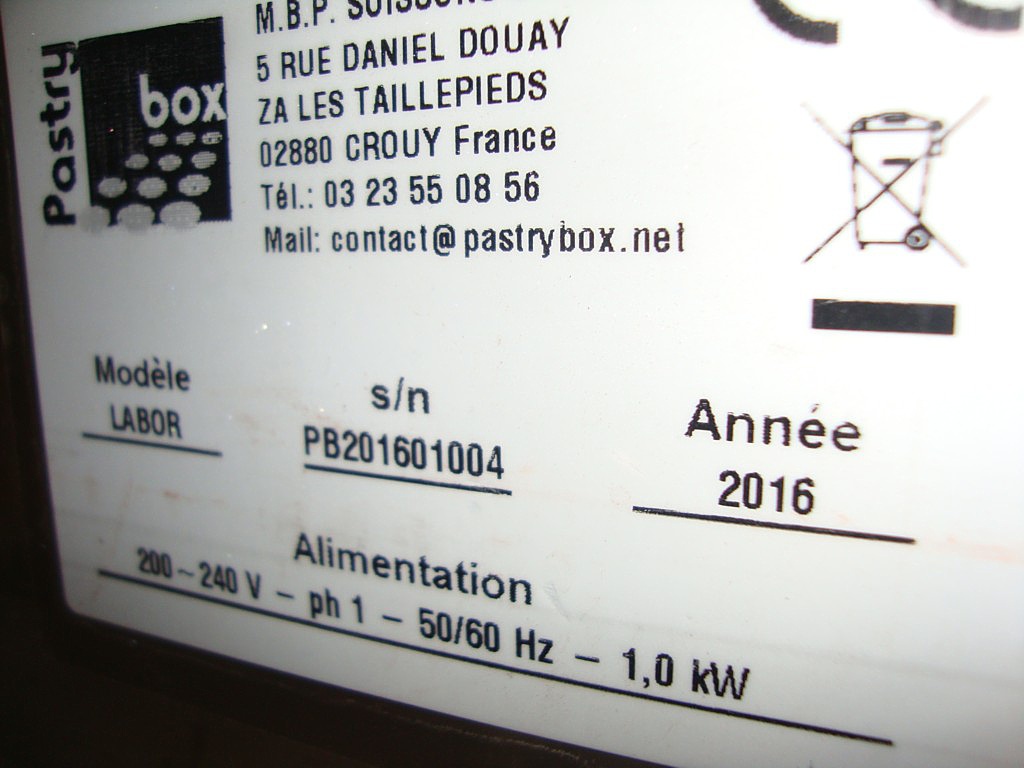 Pastry
box
M.B.P.
5 RUE DANIEL DOUAY
ZA LES TAILLEPIEDS
02880 CROUY France
Tél.: 03 23 55 08 56
Mail: contact@pastrybox.net
Modèle
LABOR
s/n
PB201601004
Année
2016
Alimentation
200~240 V - ph 1 - 50/60 Hz - 1,0 kW